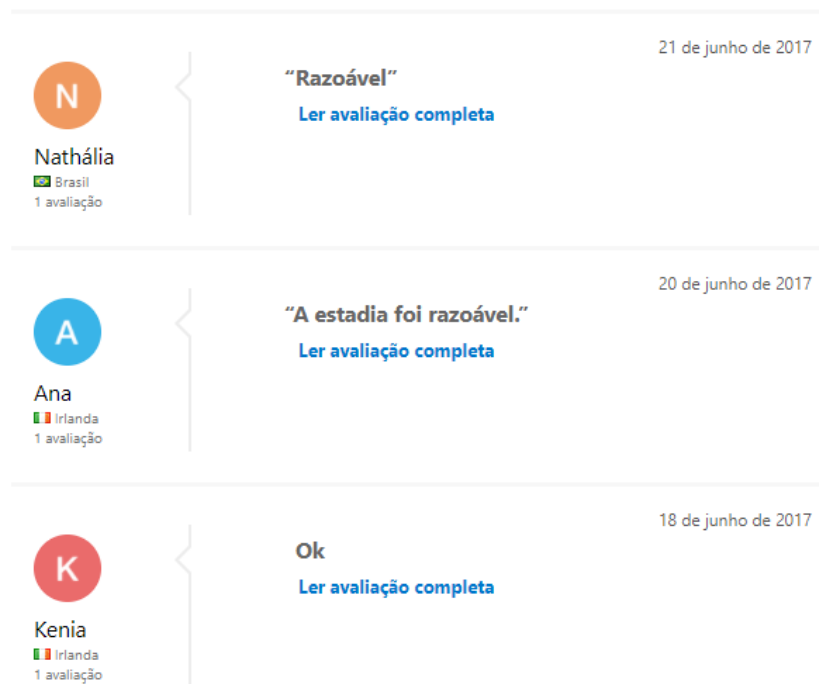 21 de junho de 2017
N
“Razoável”
Ler avaliação completa
Nathália
Brasil
1 avaliação
20 de junho de 2017
A
“A estadia foi razoável.”
Ler avaliação completa
Ana
Irlanda
1 avaliação
18 de junho de 2017
K
Ok
Ler avaliação completa
Kenia
Irlanda
1 avaliação